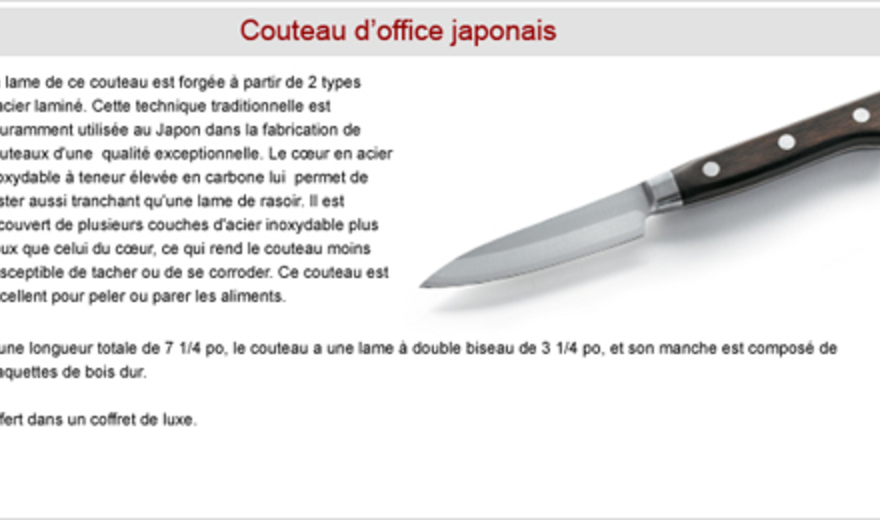 Couteau d'office japonais
lame de ce couteau est forgée à partir de 2 types
acier laminé. Cette technique traditionnelle est
uramment utilisée au Japon dans la fabrication de
uteaux d'une qualité exceptionnelle. Le cœur en acier
oxydable à teneur élevée en carbone lui permet de
ster aussi tranchant qu'une lame de rasoir. Il est
couvert de plusieurs couches d'acier inoxydable plus
ux que celui du cœur, ce qui rend le couteau moins
sceptible de tacher ou de se corroder. Ce couteau est
cellent pour peler ou parer les aliments.
une longueur totale de 7 1/4 po, le couteau a une lame à double biseau de 3 1/4 po, et son manche est composé de
aquettes de bois dur.
fert dans un coffret de luxe.